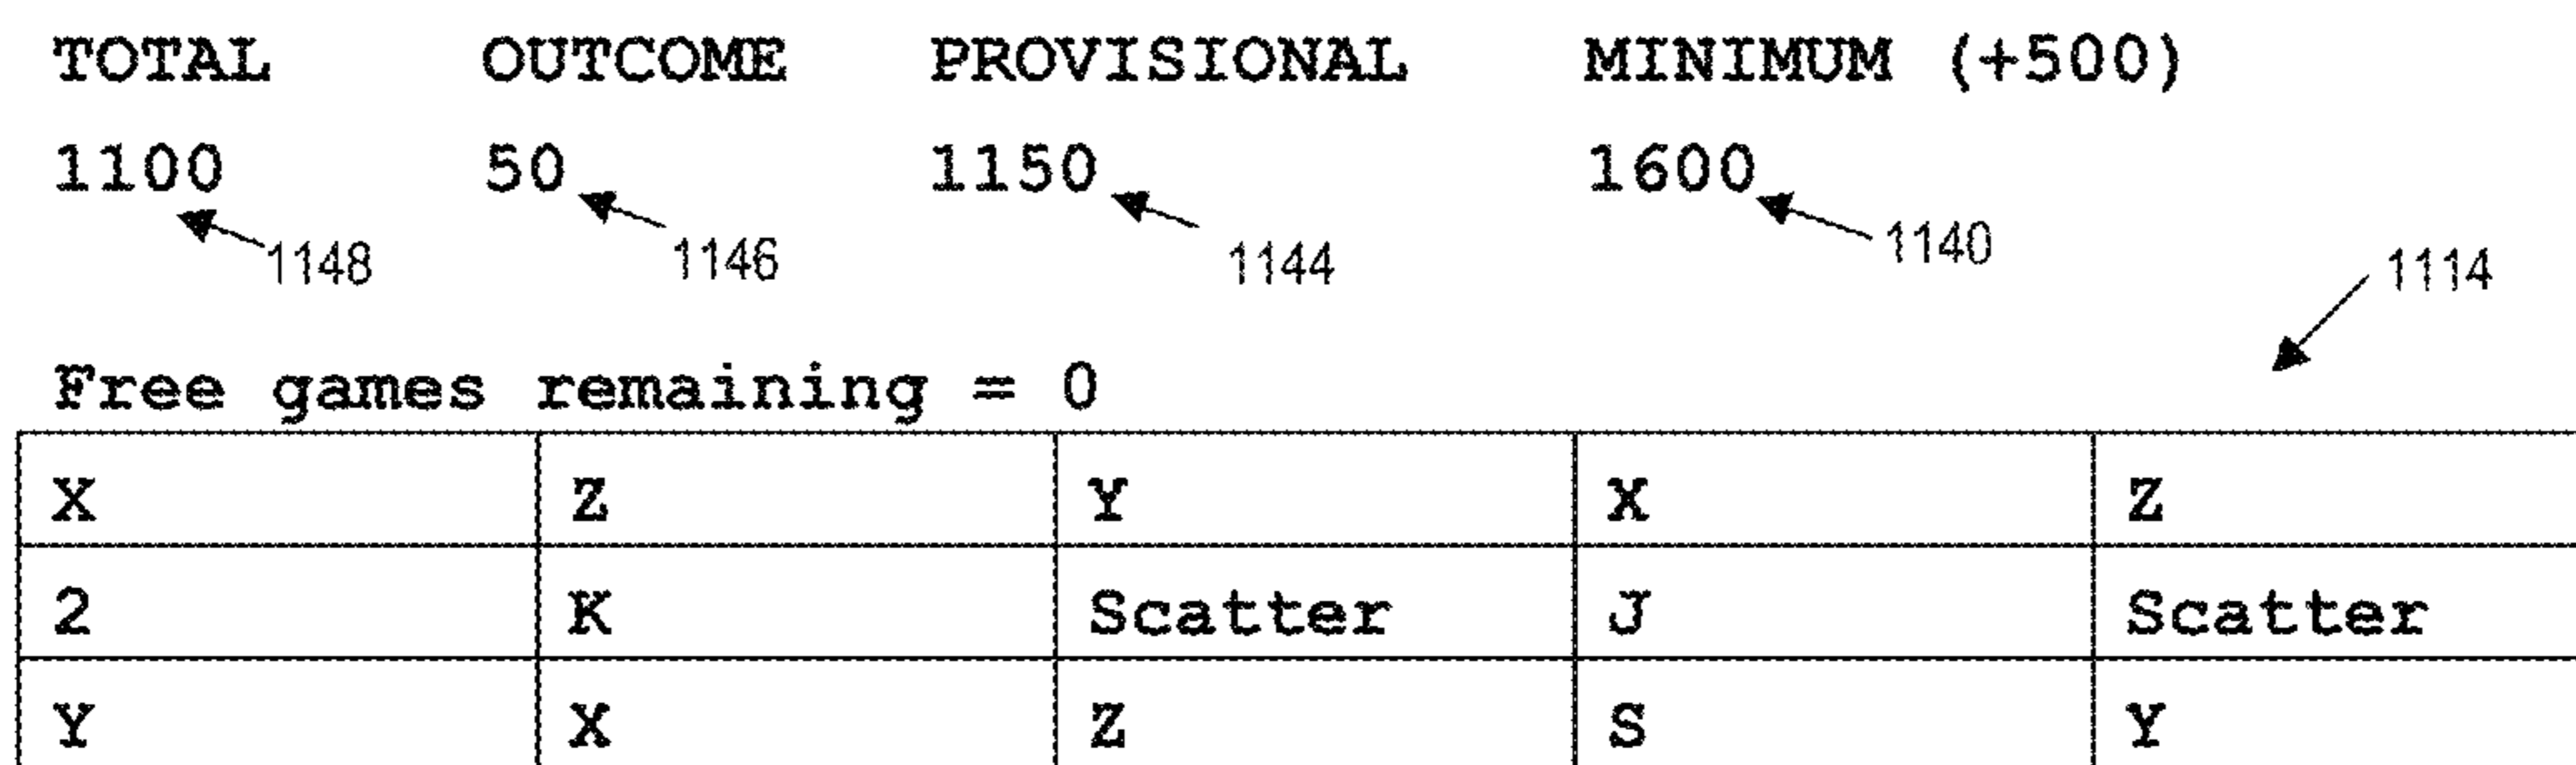 TOTAL OUTCOME PROVISIONAL MINIMUM (+500)
1100 50 1150 1600
1148 1146 1144 1140 1114
Free games remaining = 0
X Z Y X Z
2 K Scatter J Scatter
Y X Z S Y